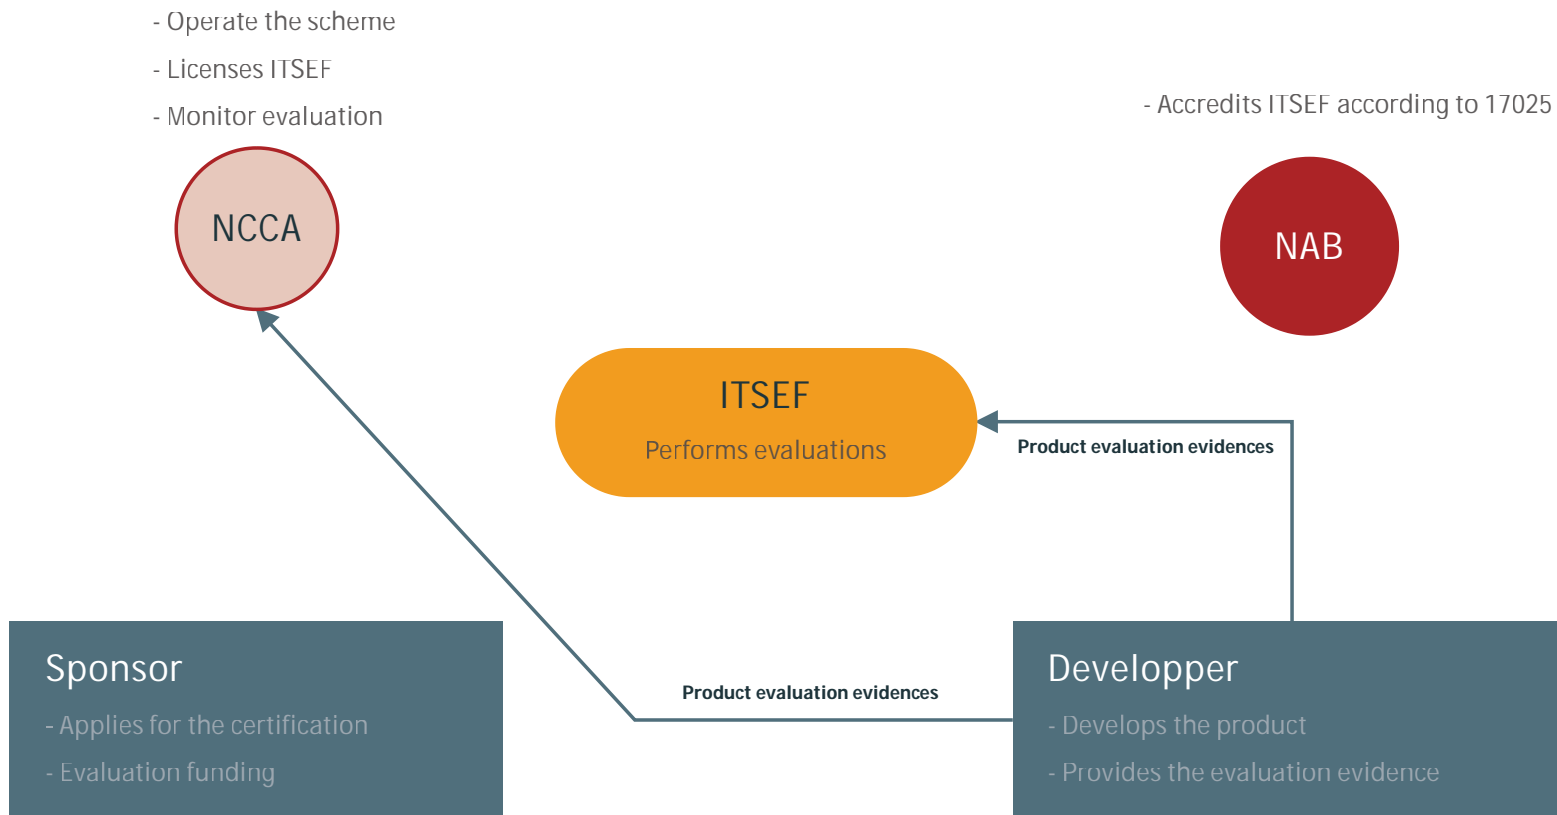 - Operate the scheme
- Licenses ITSEF
- Monitor evaluation
- Accredits ITSEF according to 17025
NCCA
NAB
ITSEF
Performs evaluations
Product evaluation evidences
Sponsor
- Applies for the certification
- Evaluation funding
Product evaluation evidences
Developper
- Develops the product
- Provides the evaluation evidence